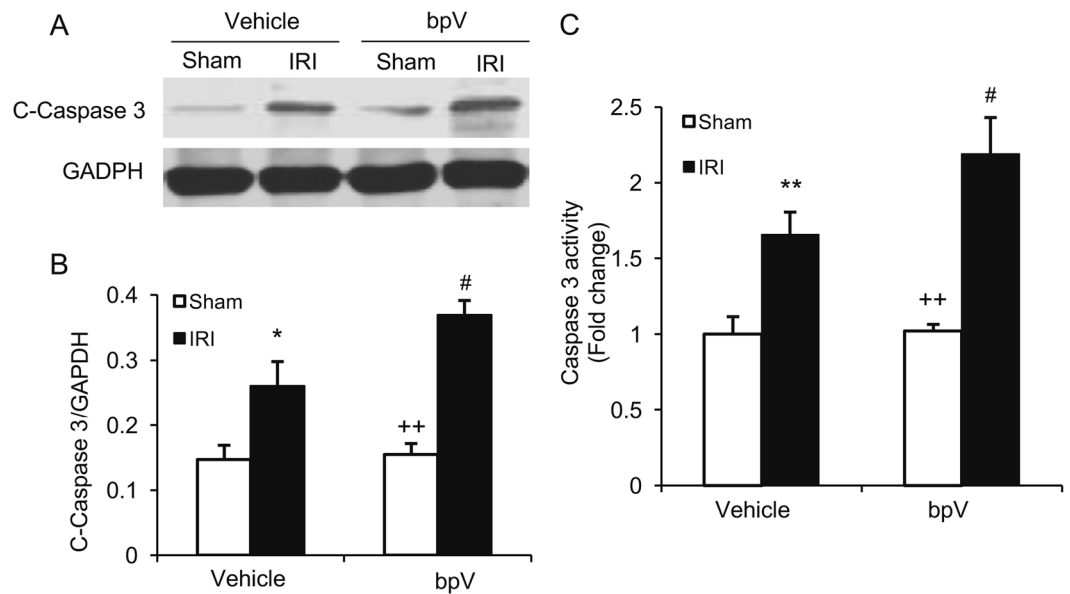 A
Vehicle bpV
Sham IRI Sham IRI
C-Caspase 3
GADPH
B
C-Caspase 3/GAPDH
0.4
0.3
0.2
0.1
0
Sham
IRI
*
++
#
Vehicle bpV
C
Caspase 3 activity
(Fold change)
2.5
2
1.5
1
0.5
0
Sham
IRI
**
++
#
Vehicle bpV